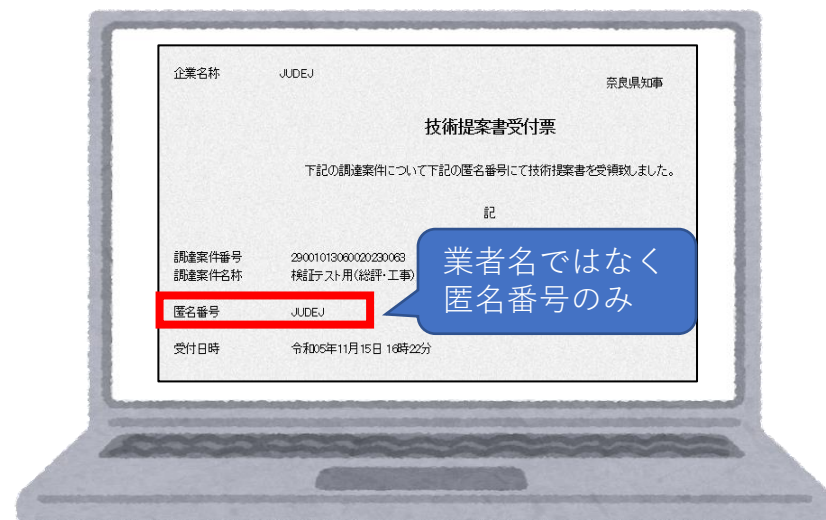 企業名称 JUDEJ
奈良県知事
技術提案書受付票
下記の調達案件について下記の匿名番号にて技術提案書を受領致しました。
記
調達案件番号 29001013060020230063
調達案件名称 検証テスト用(総評・工事)
業者名ではなく
匿名番号のみ
匿名番号 JUDEJ
受付日時 令和05年11月15日 16時22分